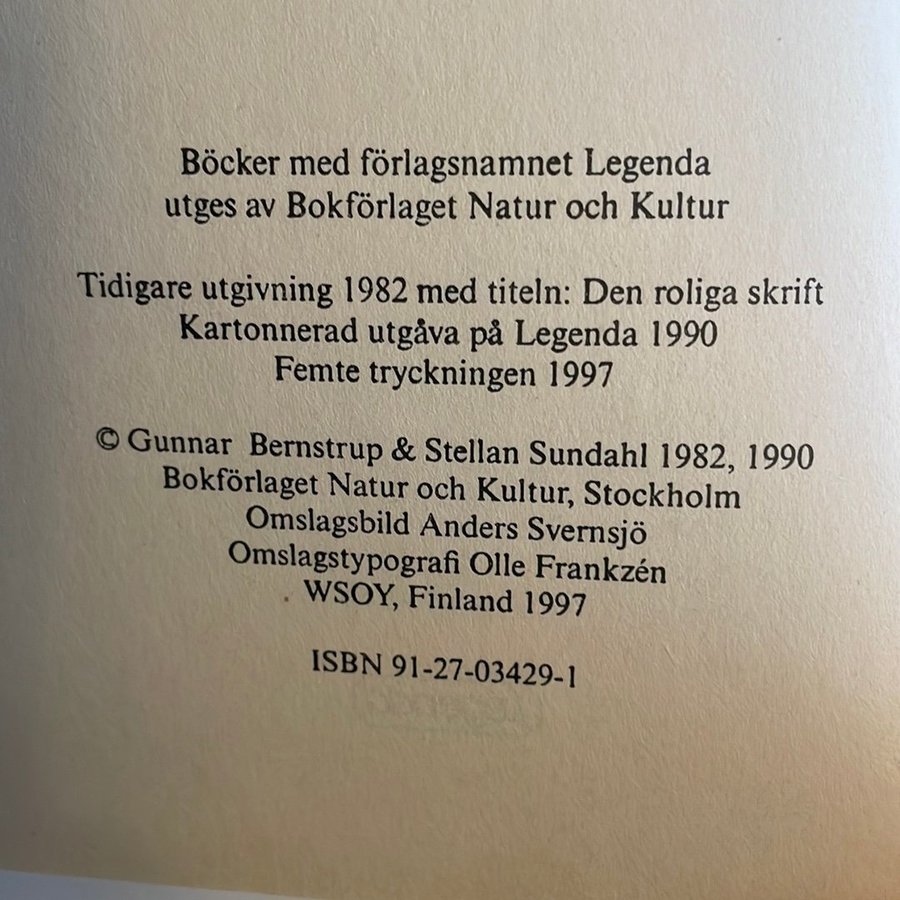 Böcker med förlagsnamnet Legenda
utges av Bokförlaget Natur och Kultur
Tidigare utgivning 1982 med titeln: Den roliga skrift
Kartonnerad utgåva på Legenda 1990
Femte tryckningen 1997
© Gunnar Bernstrup & Stellan Sundahl 1982, 1990
Bokförlaget Natur och Kultur, Stockholm
Omslagsbild Anders Svernsjö
Omslagstypografi Olle Frankzén
WSOY, Finland 1997
ISBN 91-27-03429-1